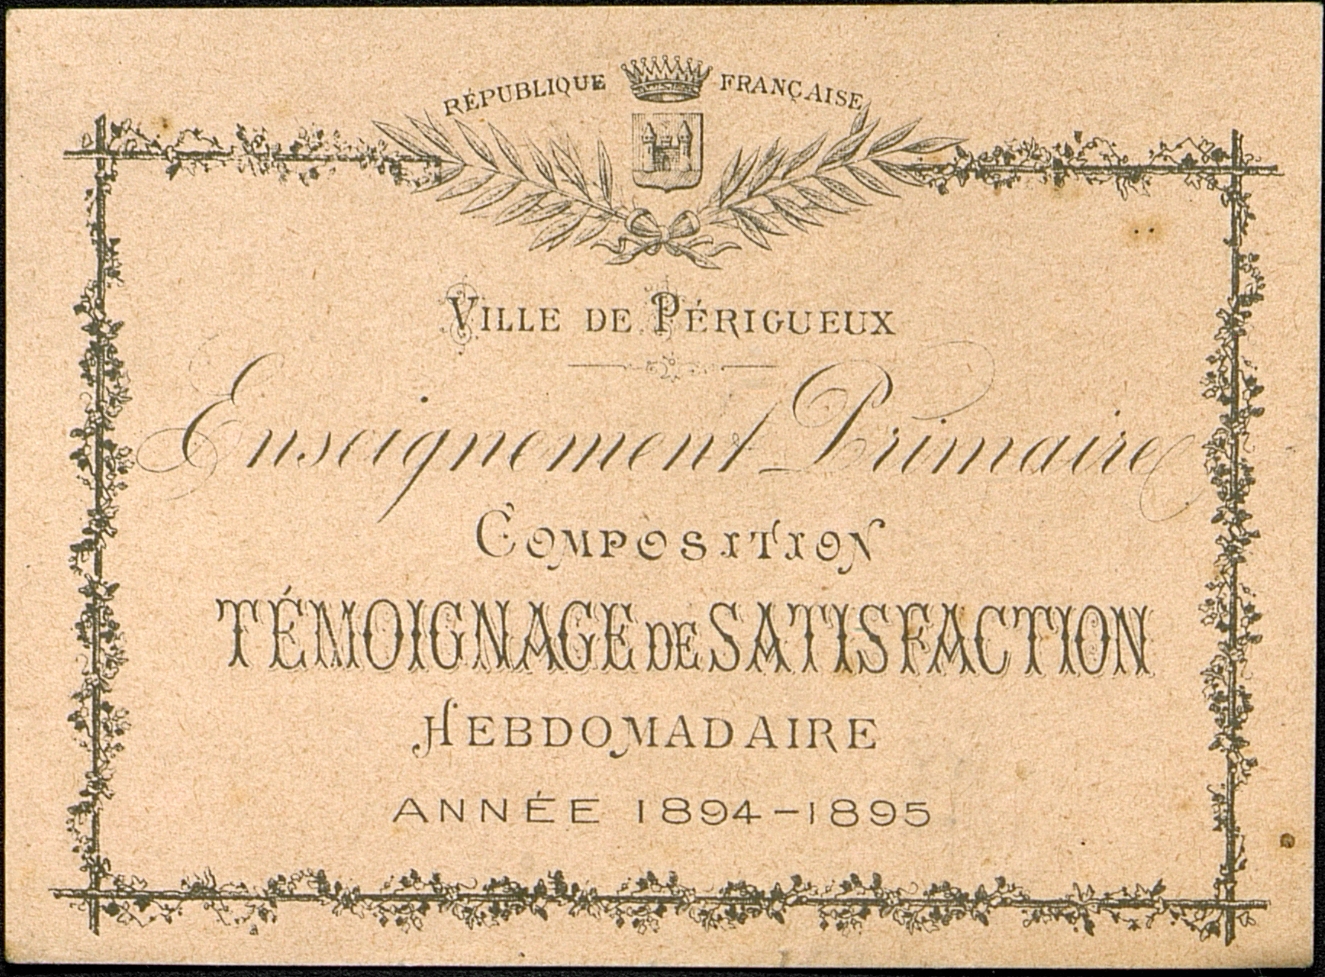 RÉPUBLIQUE FRANÇAISE
VILLE DE PÉRIGUEUX
Enseignement Primaire
COMPOSITION
TÉMOIGNAGE DE SATISFACTION
HEBDOMADAIRE
ANNÉE 1894-1895